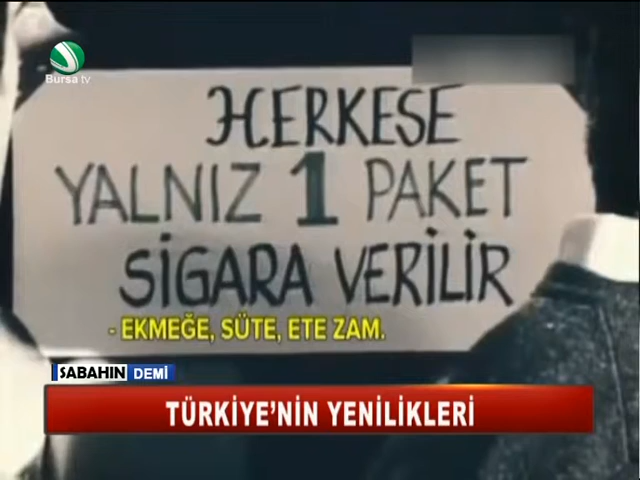 Bursa tv
HERKESE
YALNIZ 1 PAKET
SİGARA VERİLİR
- EKMEĞE, SÜTE, ETE ZAM.
SABAHIN DEMİ
TÜRKİYE'NİN YENİLİKLERİ